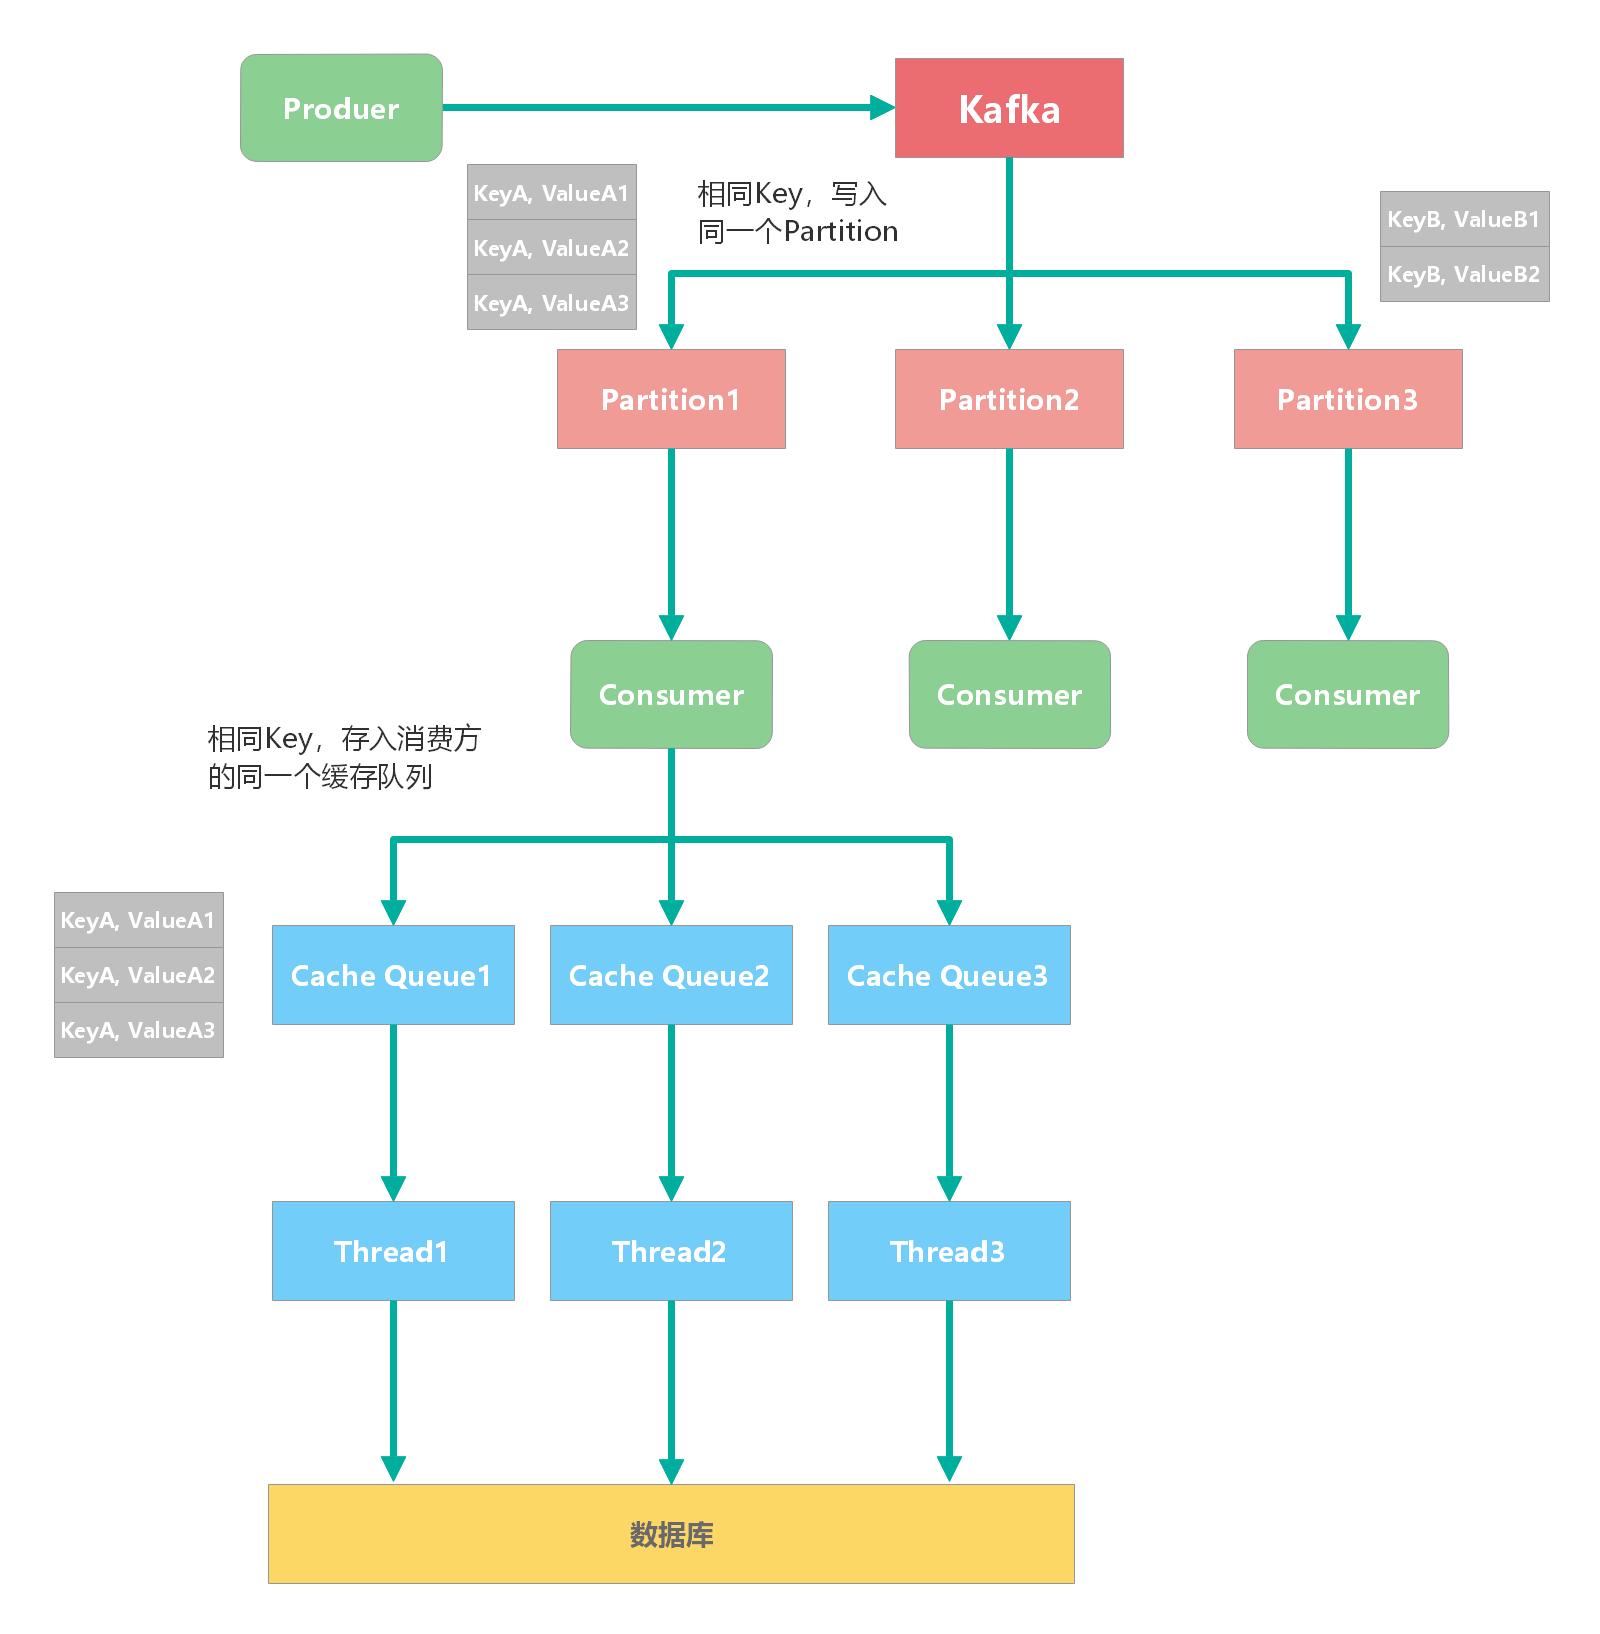 Produer
Kafka
KeyA, ValueA1
KeyA, ValueA2
KeyA, ValueA3
相同Key，写入
同一个Partition
KeyB, ValueB1
KeyB, ValueB2
Partition1
Partition2
Partition3
Consumer
Consumer
Consumer
相同Key，存入消费方
的同一个缓存队列
KeyA, ValueA1
KeyA, ValueA2
KeyA, ValueA3
Cache Queue1
Cache Queue2
Cache Queue3
Thread1
Thread2
Thread3
数据库